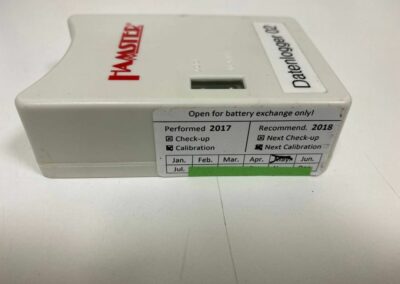 HAMSTER
Datenlogger 02
Open for battery exchange only!
Performed 2017
Recommend. 2018
Check-up
Next Check-up
Calibration
Next Calibration
Jan. Feb. Mar. Apr. May Jun.
Jul.